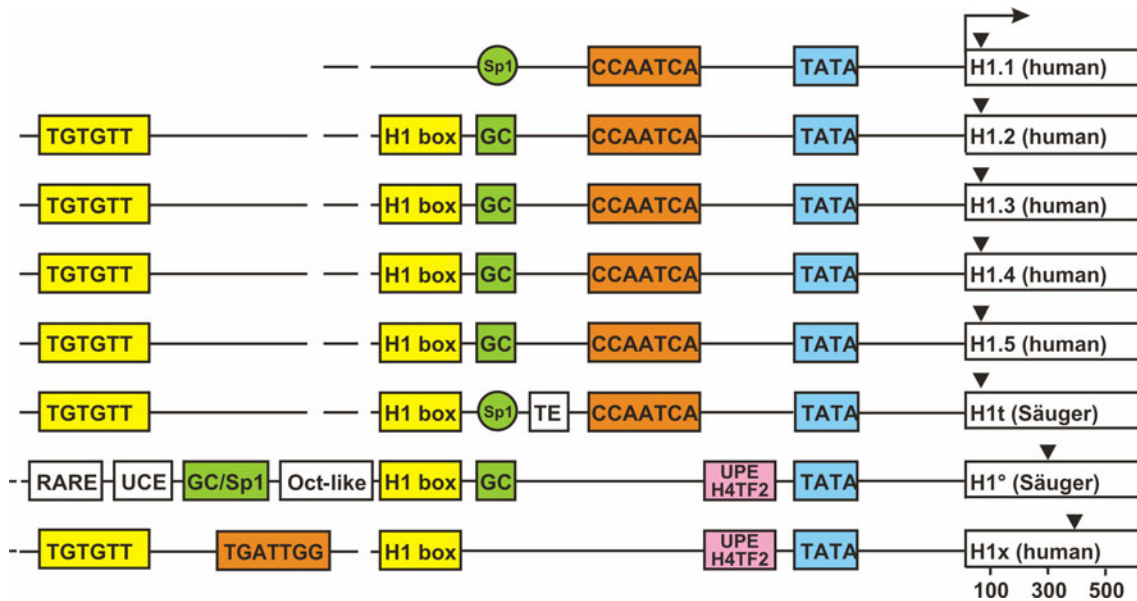 Sp1 CCAATCA TATA H1.1 (human)
TGTGTT H1 box GC CCAATCA TATA H1.2 (human)
TGTGTT H1 box GC CCAATCA TATA H1.3 (human)
TGTGTT H1 box GC CCAATCA TATA H1.4 (human)
TGTGTT H1 box GC CCAATCA TATA H1.5 (human)
TGTGTT H1 box Sp1 TE CCAATCA TATA H1t (Säuger)
RARE UCE GC/Sp1 Oct-like H1 box GC UPE H4TF2 TATA H1° (Säuger)
TGTGTT TGATTGG H1 box UPE H4TF2 TATA H1x (human)
100 300 500